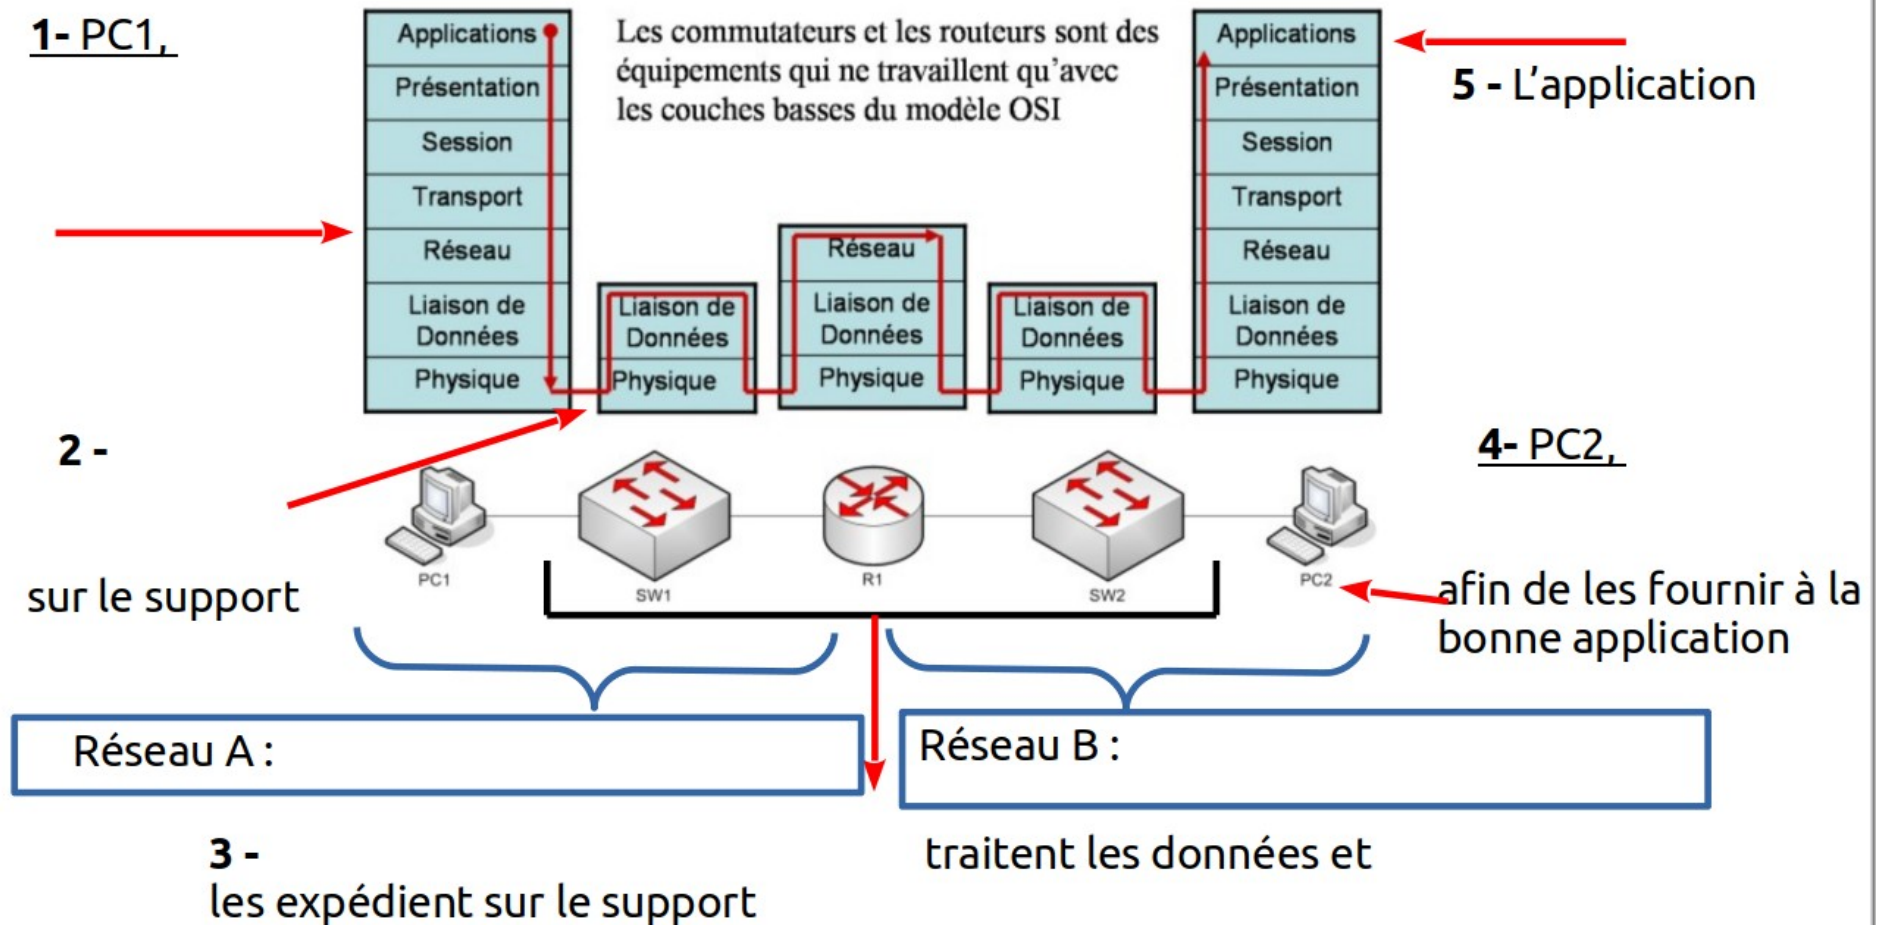 1- PC1,
Applications
Présentation
Session
Transport
Réseau
Liaison de
Données
Physique
Les commutateurs et les routeurs sont des
équipements qui ne travaillent qu'avec
les couches basses du modèle OSI
Liaison de
Données
Physique
Réseau
Liaison de
Données
Physique
Liaison de
Données
Physique
Applications
Présentation
Session
Transport
Réseau
Liaison de
Données
Physique
5 - L'application
2 -
sur le support
PC1
SW1
R1
SW2
PC2
4- PC2,
afin de les fournir à la
bonne application
Réseau A :
Réseau B :
3 - traitent les données et
les expédient sur le support